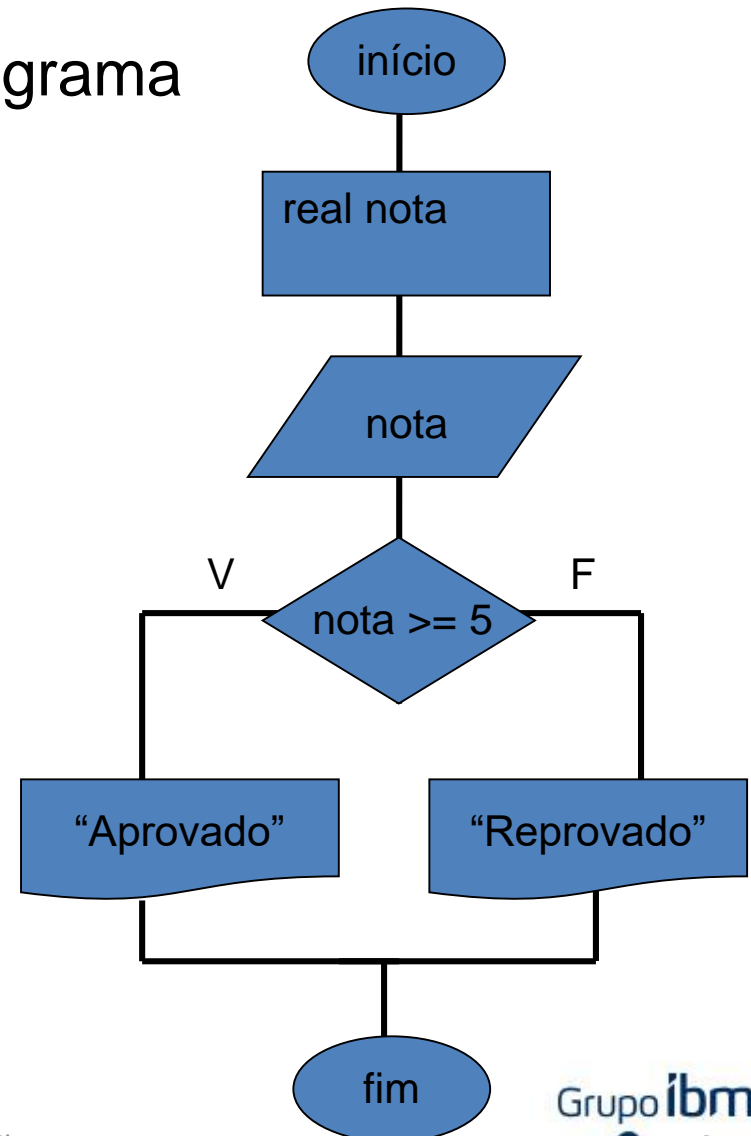 grama
início
real nota
nota
V
F
nota >= 5
“Aprovado”
“Reprovado”
fim
Grupo ibm